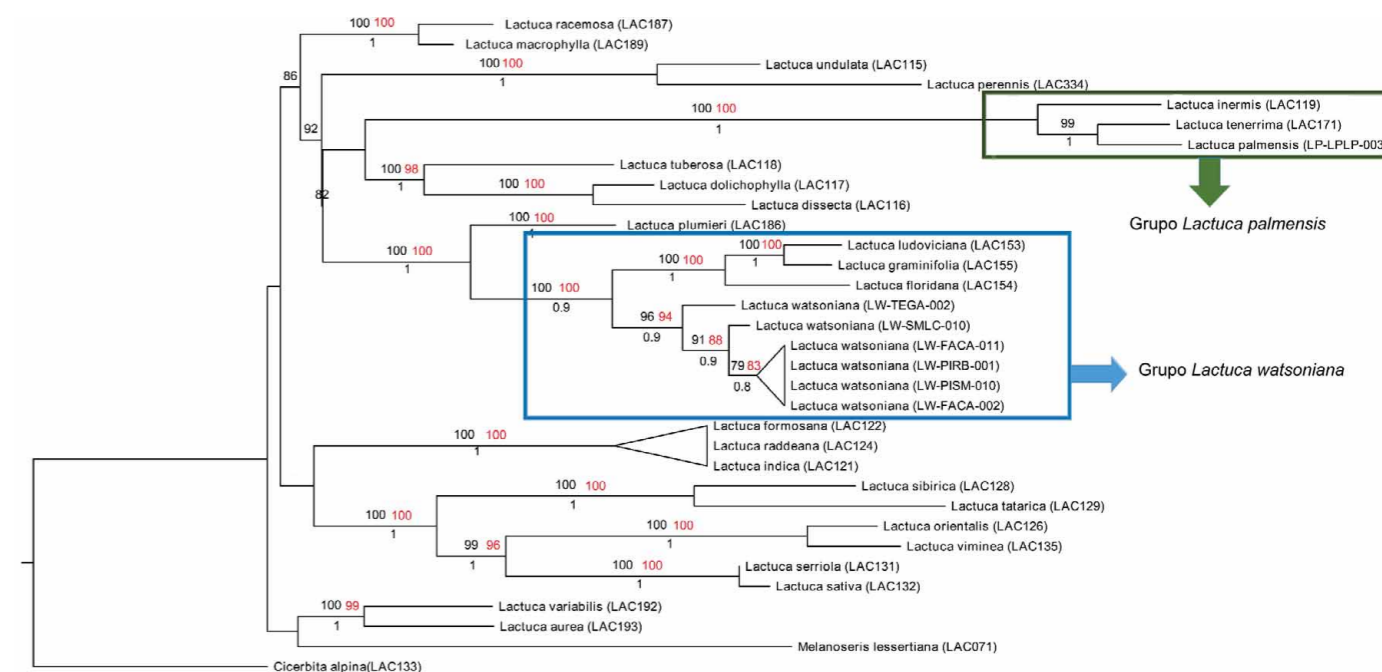 100 100
1
Lactuca racemosa (LAC187)
Lactuca macrophylla (LAC189)
86
100 100
1
Lactuca undulata (LAC115)
Lactuca perennis (LAC334)
92
100 100
1
Lactuca inermis (LAC119)
99
1
Lactuca tenerrima (LAC171)
Lactuca palmensis (LP-LPLP-003
Grupo Lactuca palmensis
82
100 98
1
Lactuca tuberosa (LAC118)
100 100
1
Lactuca dolichophylla (LAC117)
Lactuca dissecta (LAC116)
100 100
1
100 100
1
Lactuca plumieri (LAC186)
100 100
0.9
100 100
1
100 100
1
Lactuca ludoviciana (LAC153)
Lactuca graminifolia (LAC155)
Lactuca floridana (LAC154)
96 94
0.9
Lactuca watsoniana (LW-TEGA-002)
91 88
0.9
Lactuca watsoniana (LW-SMLC-010)
79 83
0.8
Lactuca watsoniana (LW-FACA-011)
Lactuca watsoniana (LW-PIRB-001)
Lactuca watsoniana (LW-PISM-010)
Lactuca watsoniana (LW-FACA-002)
Grupo Lactuca watsoniana
100 100
1
Lactuca formosana (LAC122)
Lactuca raddeana (LAC124)
Lactuca indica (LAC121)
100 100
1
100 100
1
Lactuca sibirica (LAC128)
Lactuca tatarica (LAC129)
99 96
1
100 100
1
Lactuca orientalis (LAC126)
Lactuca viminea (LAC135)
100 100
1
Lactuca serriola (LAC131)
Lactuca sativa (LAC132)
100 99
1
Lactuca variabilis (LAC192)
Lactuca aurea (LAC193)
Melanoseris lessertiana (LAC071)
Cicerbita alpina(LAC133)